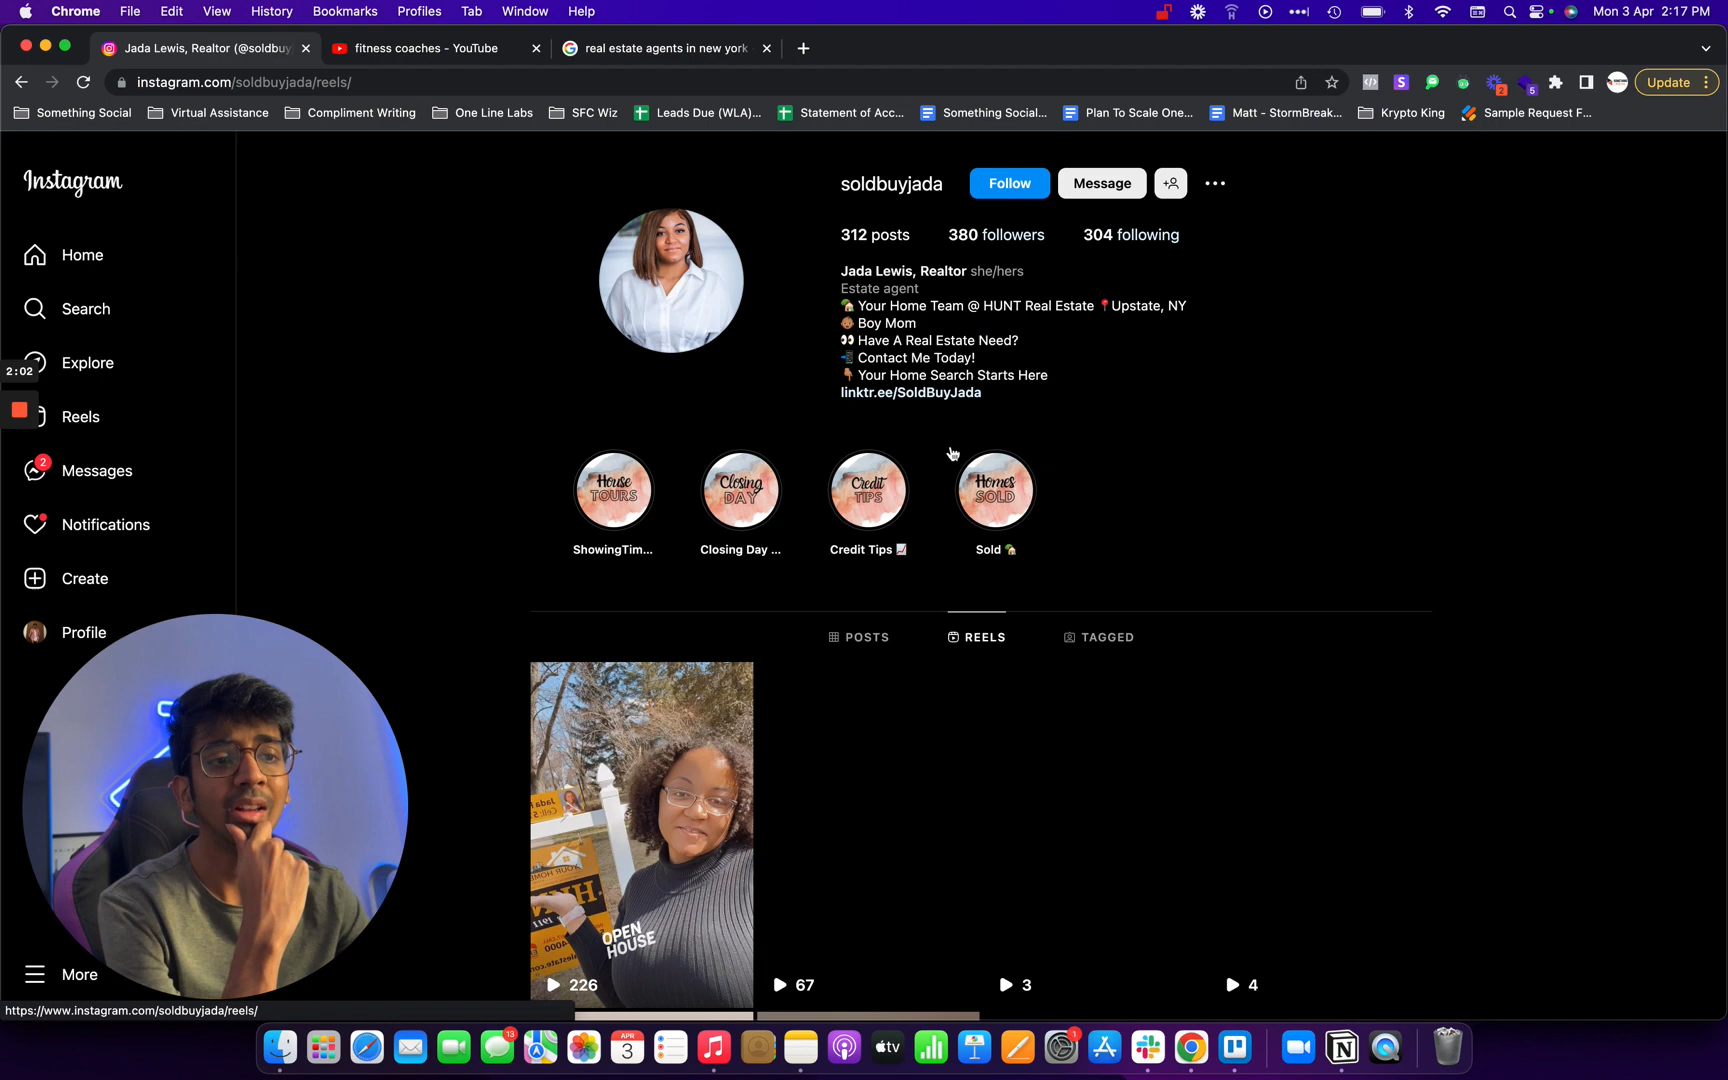 Chrome File Edit View History Bookmarks Profiles Tab Window Help
Mon 3 Apr 2:17 PM
Jada Lewis, Realtor (@soldbuy
fitness coaches - YouTube
real estate agents in new york
instagram.com/soldbuyjada/reels/
2
5
Update
Something Social
Virtual Assistance
Compliment Writing
One Line Labs
SFC Wiz
Leads Due (WLA)...
Statement of Acc...
Something Social...
Plan To Scale One...
Matt - StormBreak...
Krypto King
Sample Request F...
Instagram
Home
Search
Explore
2:02
Reels
2
Messages
Notifications
Create
Profile
More
soldbuyjada
Follow
Message
312 posts 380 followers 304 following
Jada Lewis, Realtor she/hers
Estate agent
🏡 Your Home Team @ HUNT Real Estate 📍Upstate, NY
👶🏽 Boy Mom
👀 Have A Real Estate Need?
📲 Contact Me Today!
👇🏽 Your Home Search Starts Here
linktr.ee/SoldBuyJada
House TOURS
Closing DAY
Credit TIPS
Homes SOLD
ShowingTim...
Closing Day ...
Credit Tips 📈
Sold 🏡
POSTS
REELS
TAGGED
OPEN
HOUSE
226
67
3
4
https://www.instagram.com/soldbuyjada/reels/
13
APR
3
tv
1